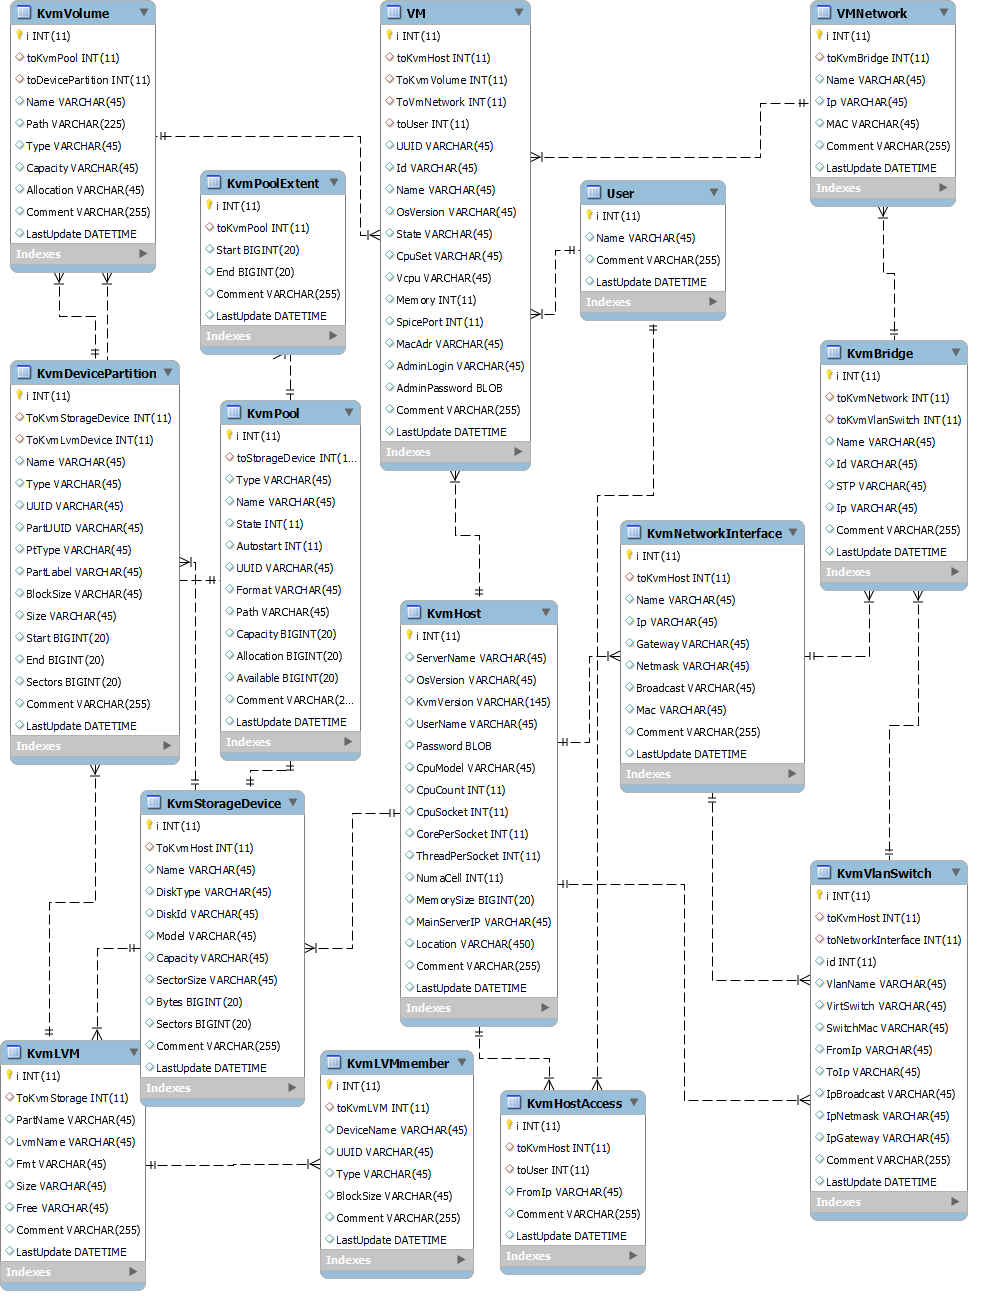 KvmVolume
i INT(11)
toKvmPool INT(11)
toDevicePartition INT(11)
Name VARCHAR(45)
Path VARCHAR(225)
Type VARCHAR(45)
Capacity VARCHAR(45)
Allocation VARCHAR(45)
Comment VARCHAR(255)
LastUpdate DATETIME
Indexes
VM
i INT(11)
toKvmHost INT(11)
ToKvmVolume INT(11)
ToVmNetwork INT(11)
toUser INT(11)
UUID VARCHAR(45)
Id VARCHAR(45)
Name VARCHAR(45)
OsVersion VARCHAR(45)
State VARCHAR(45)
CpuSet VARCHAR(45)
Vcpu VARCHAR(45)
Memory INT(11)
SpicePort INT(11)
MacAdr VARCHAR(45)
AdminLogin VARCHAR(45)
AdminPassword BLOB
Comment VARCHAR(255)
LastUpdate DATETIME
Indexes
VMNetwork
i INT(11)
toKvmBridge INT(11)
Name VARCHAR(45)
Ip VARCHAR(45)
MAC VARCHAR(45)
Comment VARCHAR(255)
LastUpdate DATETIME
Indexes
KvmPoolExtent
i INT(11)
toKvmPool INT(11)
Start BIGINT(20)
End BIGINT(20)
Comment VARCHAR(255)
LastUpdate DATETIME
Indexes
User
i INT(11)
Name VARCHAR(45)
Comment VARCHAR(255)
LastUpdate DATETIME
Indexes
KvmDevicePartition
i INT(11)
ToKvmStorageDevice INT(11)
ToKvmLvmDevice INT(11)
Name VARCHAR(45)
Type VARCHAR(45)
UUID VARCHAR(45)
PartUUID VARCHAR(45)
PtType VARCHAR(45)
PartLabel VARCHAR(45)
BlockSize VARCHAR(45)
Size VARCHAR(45)
Start BIGINT(20)
End BIGINT(20)
Sectors BIGINT(20)
Comment VARCHAR(255)
LastUpdate DATETIME
Indexes
KvmPool
i INT(11)
toStorageDevice INT(1...
Type VARCHAR(45)
Name VARCHAR(45)
State INT(11)
Autostart INT(11)
UUID VARCHAR(45)
Format VARCHAR(45)
Path VARCHAR(45)
Capacity BIGINT(20)
Allocation BIGINT(20)
Available BIGINT(20)
Comment VARCHAR(2...
LastUpdate DATETIME
Indexes
KvmBridge
i INT(11)
toKvmNetwork INT(11)
toKvmVlanSwitch INT(11)
Name VARCHAR(45)
Id VARCHAR(45)
STP VARCHAR(45)
Ip VARCHAR(45)
Comment VARCHAR(255)
LastUpdate DATETIME
Indexes
KvmNetworkInterface
i INT(11)
toKvmHost INT(11)
Name VARCHAR(45)
Ip VARCHAR(45)
Gateway VARCHAR(45)
Netmask VARCHAR(45)
Broadcast VARCHAR(45)
Mac VARCHAR(45)
Comment VARCHAR(255)
LastUpdate DATETIME
Indexes
KvmHost
i INT(11)
ServerName VARCHAR(45)
OsVersion VARCHAR(45)
KvmVersion VARCHAR(145)
UserName VARCHAR(45)
Password BLOB
CpuModel VARCHAR(45)
CpuCount INT(11)
CpuSocket INT(11)
CorePerSocket INT(11)
ThreadPerSocket INT(11)
NumaCell INT(11)
MemorySize BIGINT(20)
MainServerIP VARCHAR(45)
Location VARCHAR(450)
Comment VARCHAR(255)
LastUpdate DATETIME
Indexes
KvmStorageDevice
i INT(11)
ToKvmHost INT(11)
Name VARCHAR(45)
DiskType VARCHAR(45)
DiskId VARCHAR(45)
Model VARCHAR(45)
Capacity VARCHAR(45)
SectorSize VARCHAR(45)
Bytes BIGINT(20)
Sectors BIGINT(20)
Comment VARCHAR(255)
LastUpdate DATETIME
Indexes
KvmVlanSwitch
i INT(11)
toKvmHost INT(11)
toNetworkInterface INT(11)
id INT(11)
VlanName VARCHAR(45)
VirtSwitch VARCHAR(45)
SwitchMac VARCHAR(45)
FromIp VARCHAR(45)
ToIp VARCHAR(45)
IpBroadcast VARCHAR(45)
IpNetmask VARCHAR(45)
IpGateway VARCHAR(45)
Comment VARCHAR(255)
LastUpdate DATETIME
Indexes
KvmLVM
i INT(11)
ToKvmStorage INT(11)
PartName VARCHAR(45)
LvmName VARCHAR(45)
Fmt VARCHAR(45)
Size VARCHAR(45)
Free VARCHAR(45)
Comment VARCHAR(255)
LastUpdate DATETIME
Indexes
KvmLVMmember
i INT(11)
toKvmLVM INT(11)
DeviceName VARCHAR(45)
UUID VARCHAR(45)
Type VARCHAR(45)
BlockSize VARCHAR(45)
Comment VARCHAR(255)
LastUpdate DATETIME
Indexes
KvmHostAccess
i INT(11)
toKvmHost INT(11)
toUser INT(11)
FromIp VARCHAR(45)
Comment VARCHAR(255)
LastUpdate DATETIME
Indexes